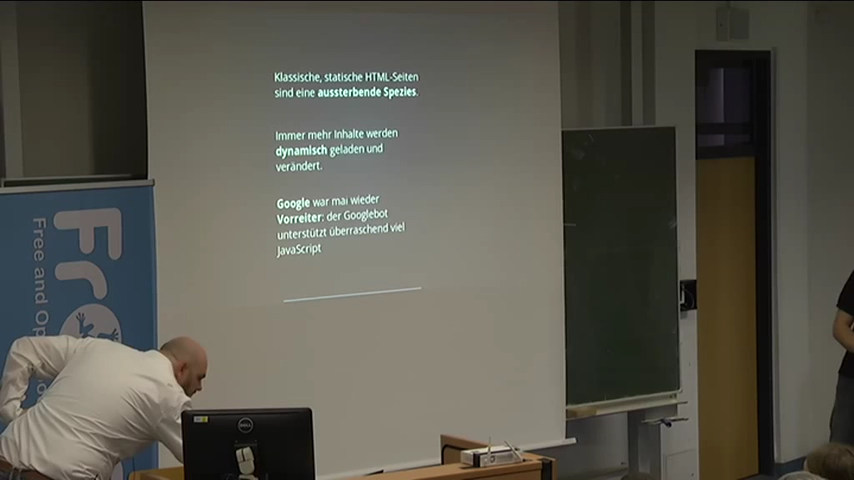 Klassische, statische HTML-Seiten
sind eine aussterbende Spezies.
Immer mehr Inhalte werden
dynamisch geladen und
verändert.
Google war mal wieder
Vorreiter: der Googlebot
unterstützt überraschend viel
JavaScript
Free and Op
DELL